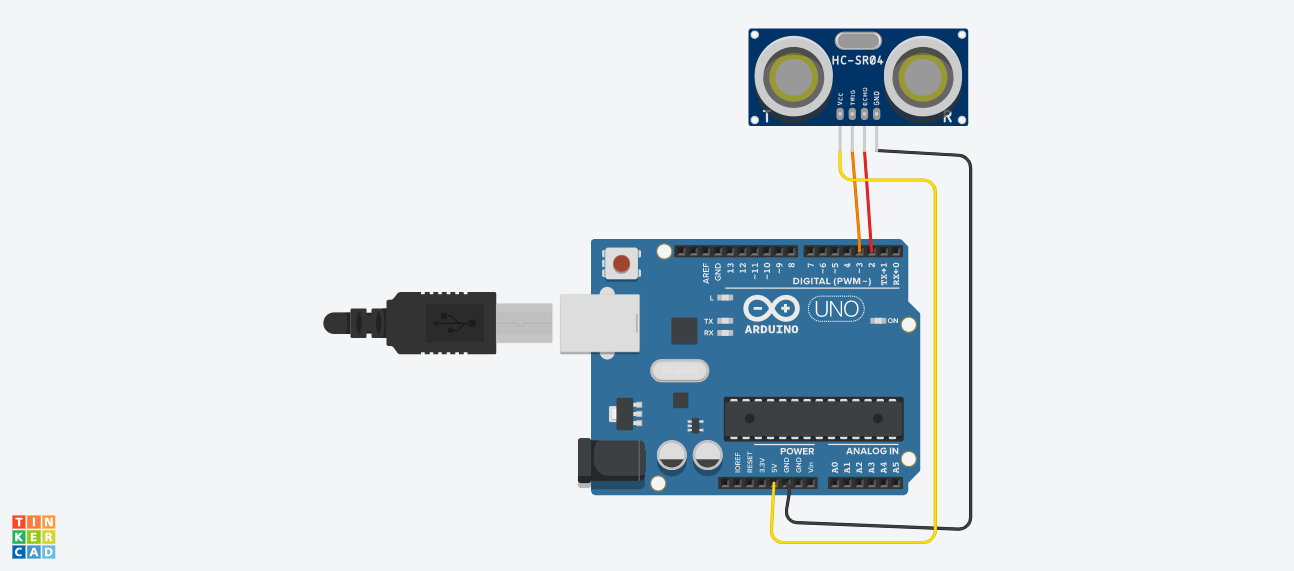 HC-SR04
VCC
TRIG
ECHO
GND
T
R
AREF
GND
13
12
~11
~10
~9
8
7
~6
~5
4
~3
2
TX→1
RX←0
DIGITAL (PWM~)
L
TX
RX
ARDUINO
UNO
ON
POWER
ANALOG IN
IOREF
RESET
3.3V
5V
GND
GND
Vin
A0
A1
A2
A3
A4
A5
TIN
KER
CAD